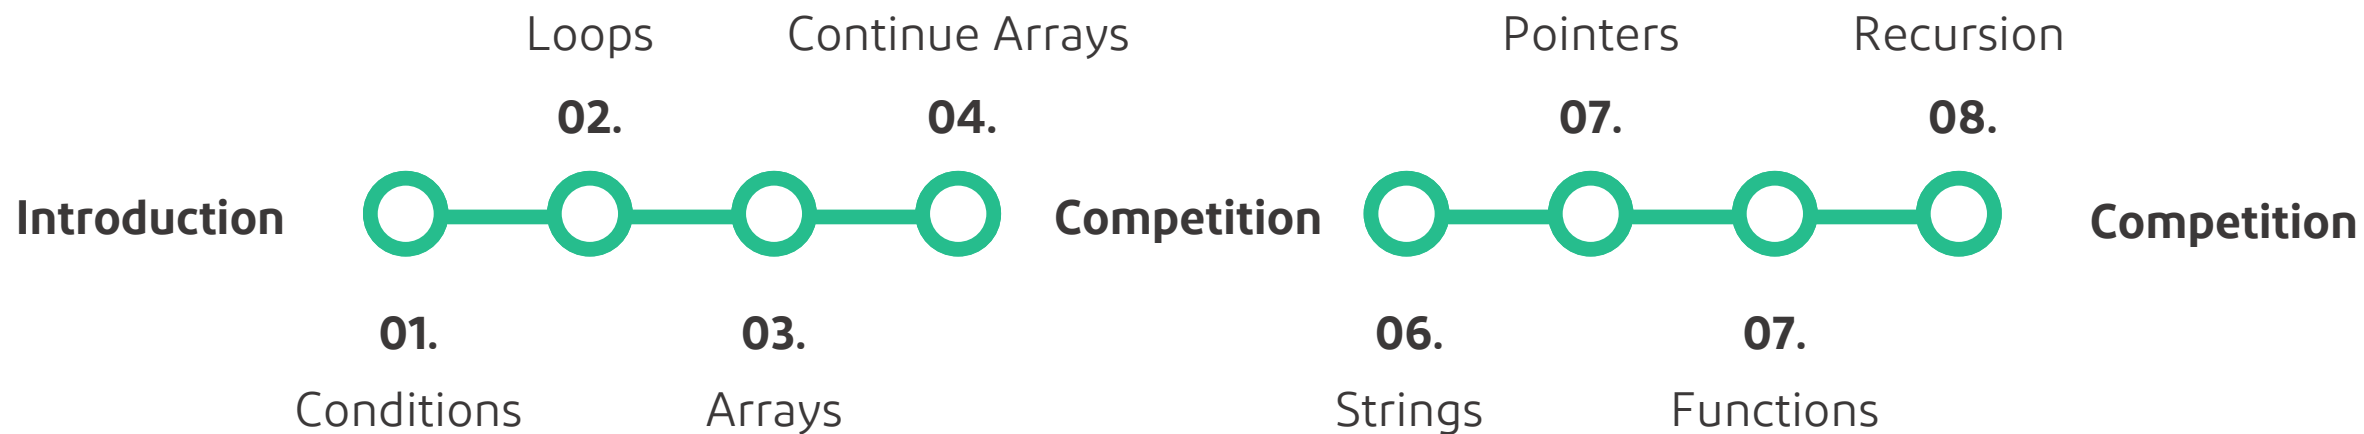 Loops
Continue Arrays
Pointers
Recursion
02.
04.
07.
08.
Introduction
Competition
Competition
01.
03.
06.
07.
Conditions
Arrays
Strings
Functions